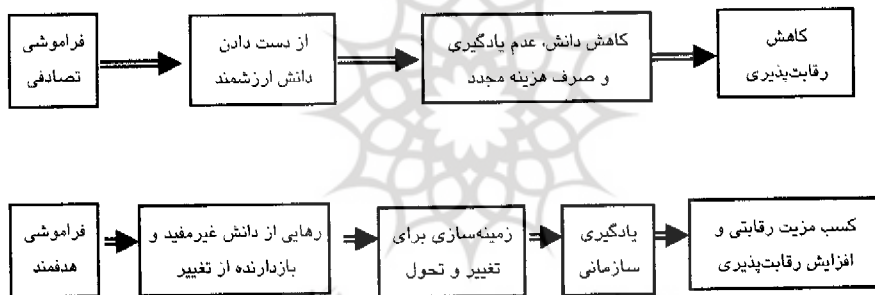 فراموشی
تصادفی
از دست دادن
دانش ارزشمند
کاهش دانش، عدم یادگیری
و صرف هزینه مجدد
کاهش
رقابت‌پذیری
فراموشی
هدفمند
رهایی از دانش غیرمفید و
بازدارنده از تغییر
زمینه‌سازی برای
تغییر و تحول
یادگیری
سازمانی
کسب مزیت رقابتی و
افزایش رقابت‌پذیری